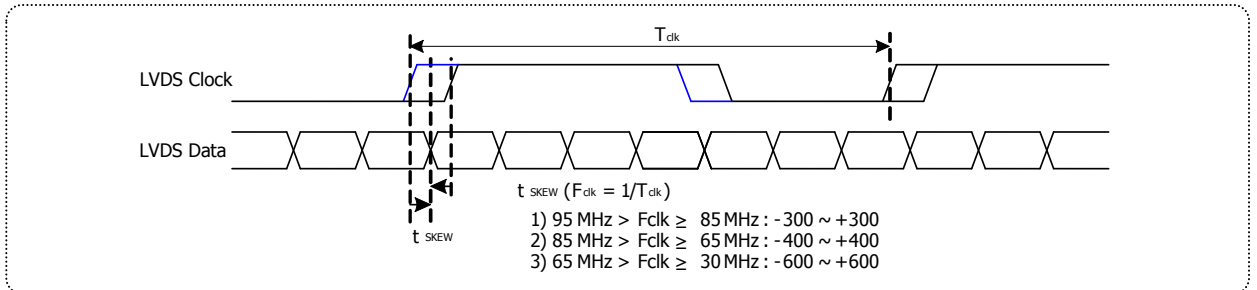 Tclk
LVDS Clock
LVDS Data
t SKEW (Fclk = 1/Tclk)
1) 95 MHz > Fclk ≥ 85 MHz : -300 ~ +300
t SKEW
2) 85 MHz > Fclk ≥ 65 MHz : -400 ~ +400
3) 65 MHz > Fclk ≥ 30 MHz : -600 ~ +600